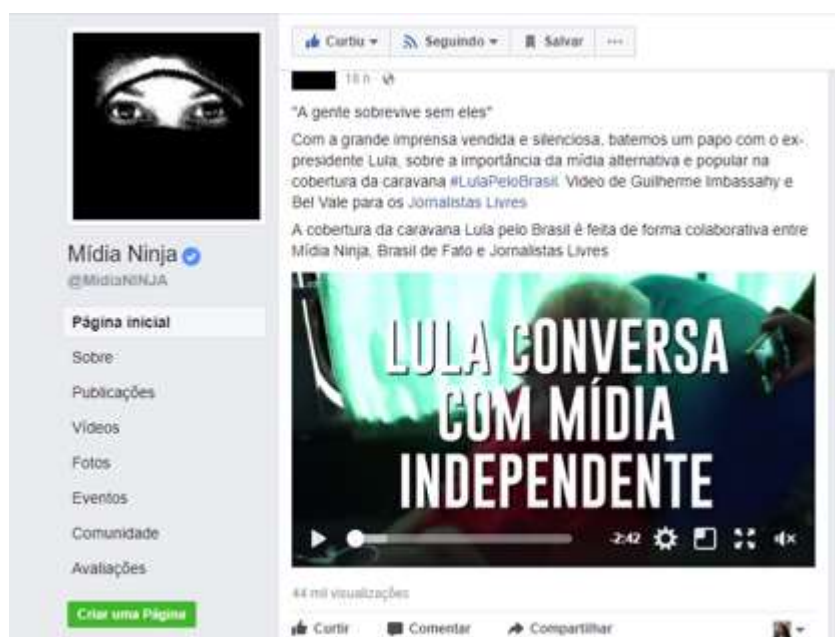 Curtiu
Seguindo
Salvar
18 h
"A gente sobrevive sem eles"
Com a grande imprensa vendida e silenciosa, batemos um papo com o ex-
presidente Lula, sobre a importância da mídia alternativa e popular na
cobertura da caravana #LulaPeloBrasil. Video de Guilherme Imbassahy e
Bel Vale para os Jornalistas Livres
A cobertura da caravana Lula pelo Brasil é feita de forma colaborativa entre
Mídia Ninja, Brasil de Fato e Jornalistas Livres
LULA CONVERSA
COM MÍDIA
INDEPENDENTE
-2:42
44 mil visualizações
Curtir
Comentar
Compartilhar
Mídia Ninja
@MidiaNINJA
Página inicial
Sobre
Publicações
Vídeos
Fotos
Eventos
Comunidade
Avaliações
Criar uma Página